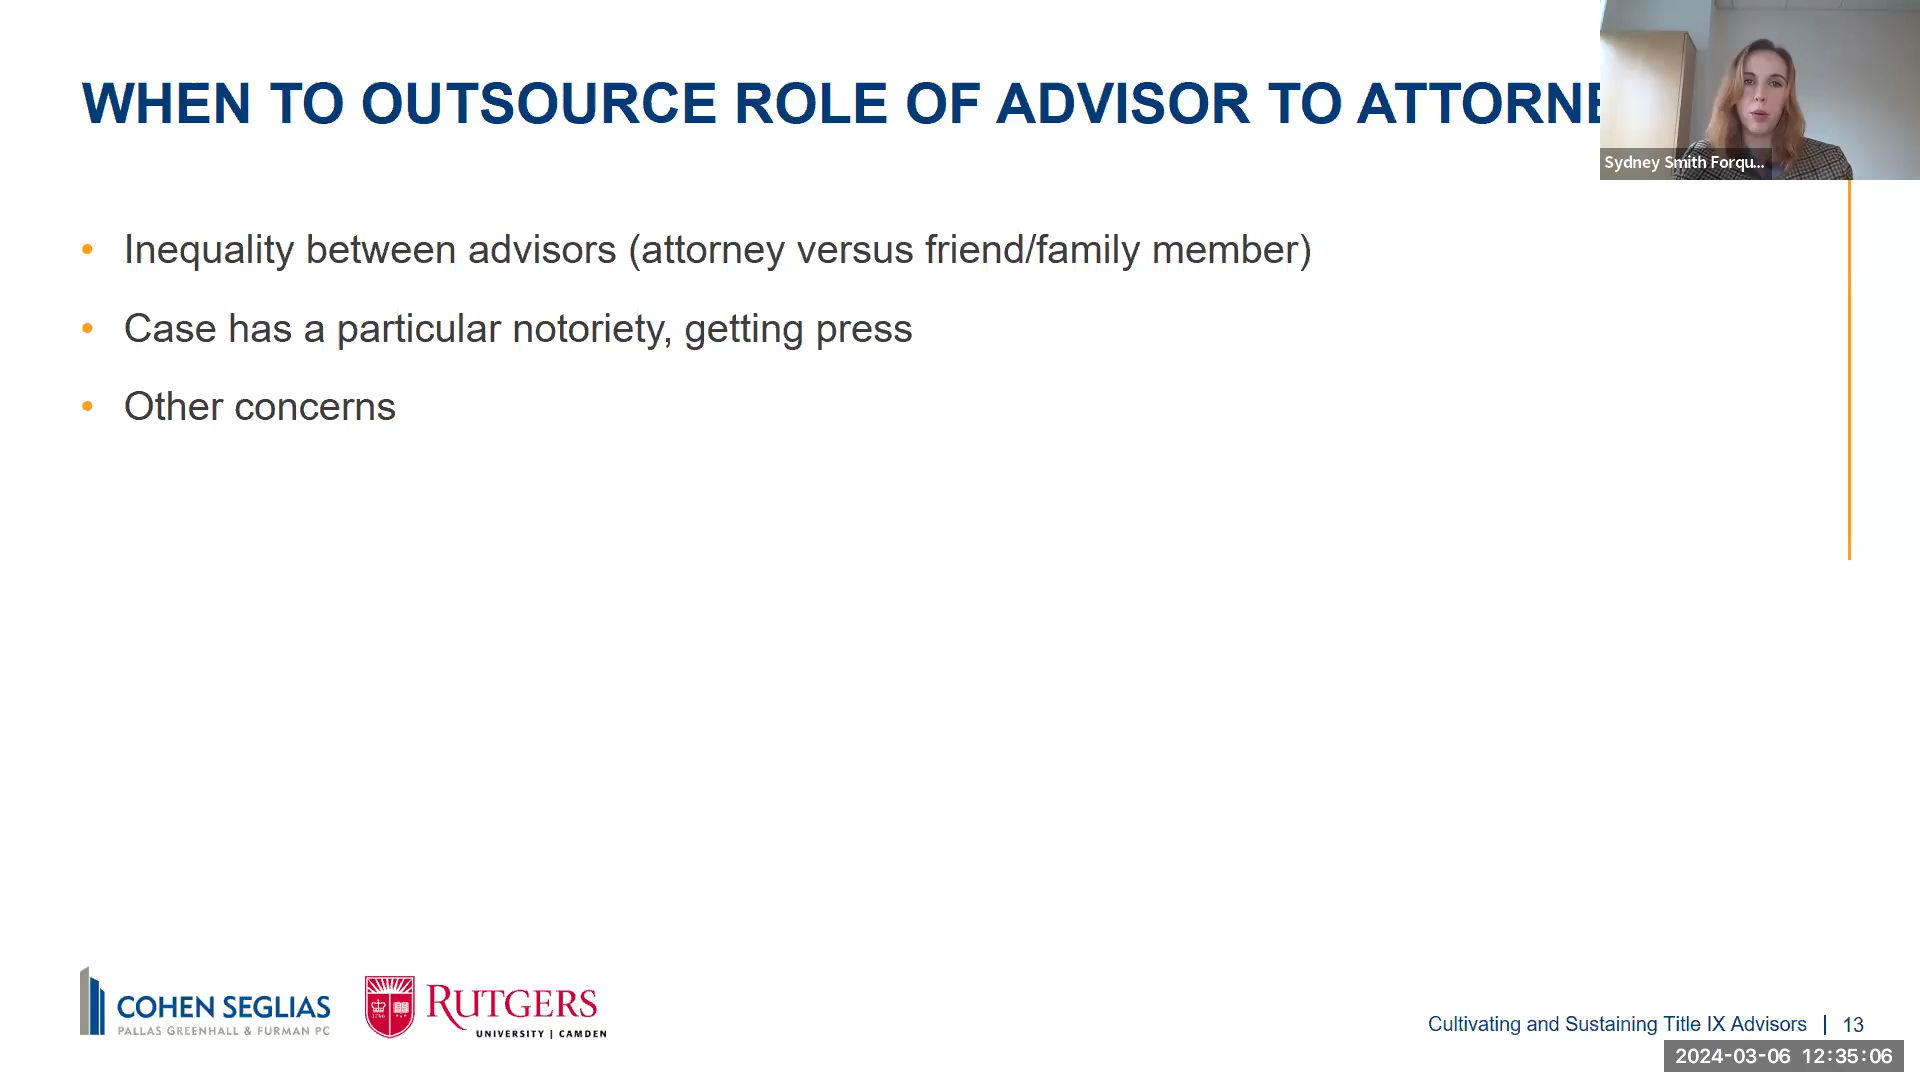 WHEN TO OUTSOURCE ROLE OF ADVISOR TO ATTORNE
Sydney Smith Forqu...
• Inequality between advisors (attorney versus friend/family member)
• Case has a particular notoriety, getting press
• Other concerns
COHEN SEGLIAS
PALLAS GREENHALL & FURMAN PC
1766
RUTGERS
UNIVERSITY | CAMDEN
Cultivating and Sustaining Title IX Advisors | 13
2024-03-06 12:35:06